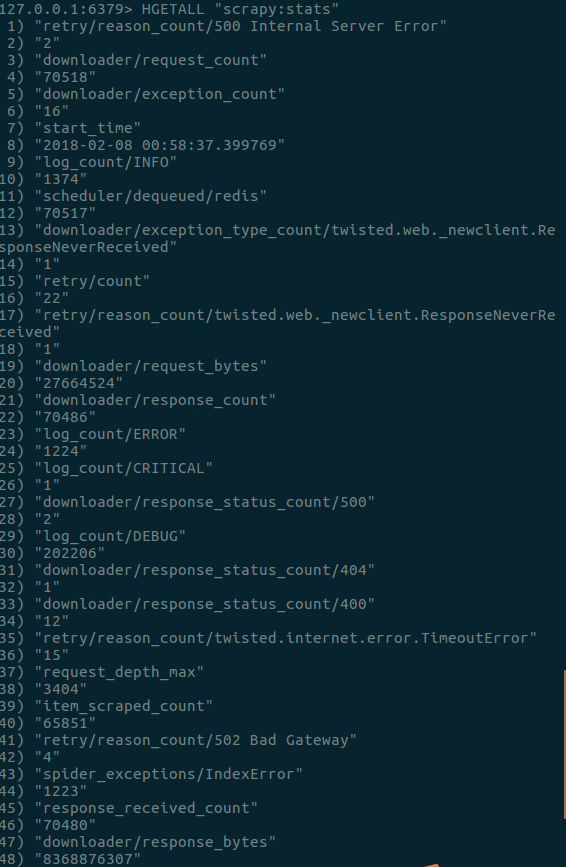 127.0.0.1:6379> HGETALL "scrapy:stats"
1) "retry/reason_count/500 Internal Server Error"
2) "2"
3) "downloader/request_count"
4) "70518"
5) "downloader/exception_count"
6) "16"
7) "start_time"
8) "2018-02-08 00:58:37.399769"
9) "log_count/INFO"
10) "1374"
11) "scheduler/dequeued/redis"
12) "70517"
13) "downloader/exception_type_count/twisted.web._newclient.Re
sponseNeverReceived"
14) "1"
15) "retry/count"
16) "22"
17) "retry/reason_count/twisted.web._newclient.ResponseNeverRe
ceived"
18) "1"
19) "downloader/request_bytes"
20) "27664524"
21) "downloader/response_count"
22) "70486"
23) "log_count/ERROR"
24) "1224"
25) "log_count/CRITICAL"
26) "1"
27) "downloader/response_status_count/500"
28) "2"
29) "log_count/DEBUG"
30) "202206"
31) "downloader/response_status_count/404"
32) "1"
33) "downloader/response_status_count/400"
34) "12"
35) "retry/reason_count/twisted.internet.error.TimeoutError"
36) "15"
37) "request_depth_max"
38) "3404"
39) "item_scraped_count"
40) "65851"
41) "retry/reason_count/502 Bad Gateway"
42) "4"
43) "spider_exceptions/IndexError"
44) "1223"
45) "response_received_count"
46) "70480"
47) "downloader/response_bytes"
48) "8368876307"